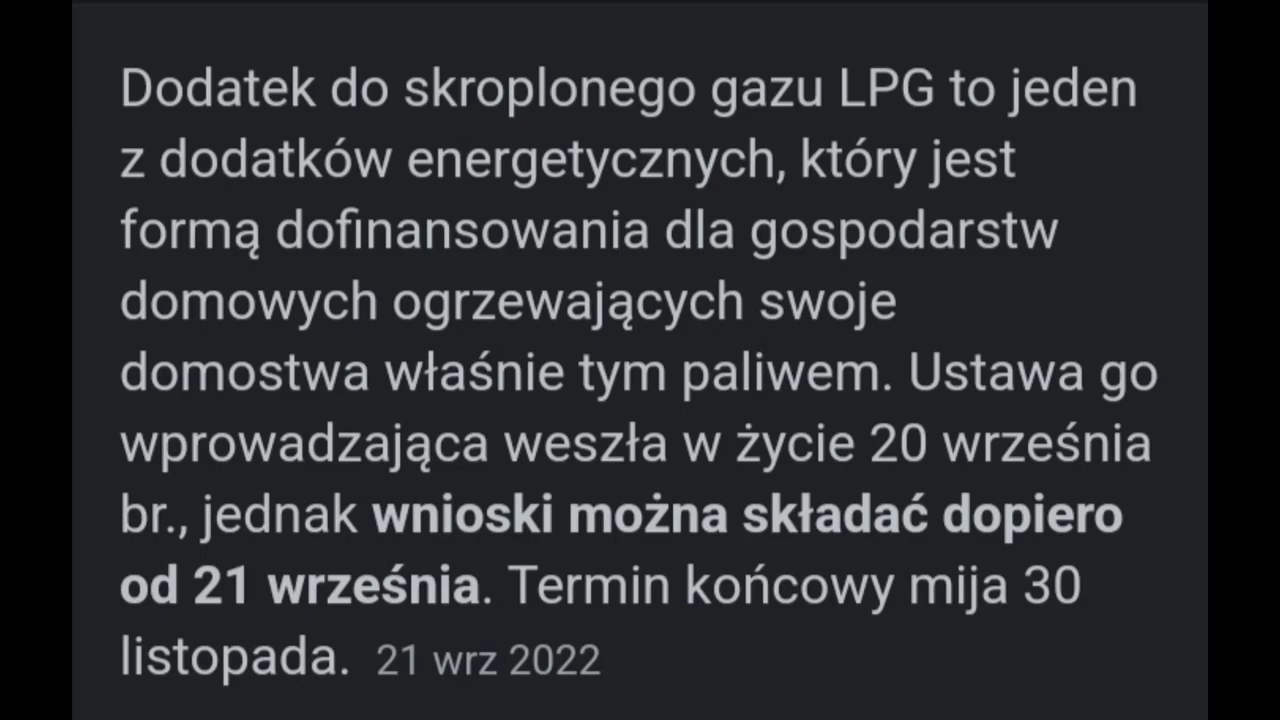 Dodatek do skroplonego gazu LPG to jeden
z dodatków energetycznych, który jest
formą dofinansowania dla gospodarstw
domowych ogrzewających swoje
domostwa właśnie tym paliwem. Ustawa go
wprowadzająca weszła w życie 20 września
br., jednak wnioski można składać dopiero
od 21 września. Termin końcowy mija 30
listopada. 21 wrz 2022